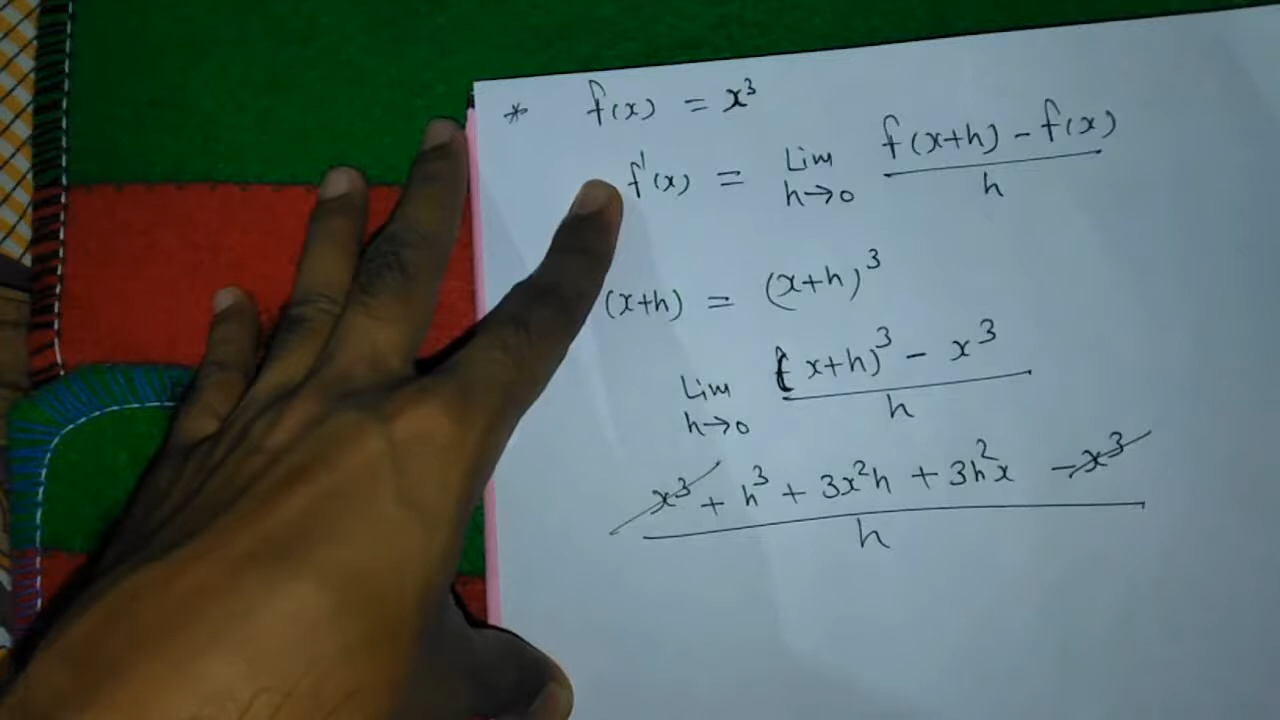 * f(x) = x³
f'(x) = Lim h→0 f(x+h) - f(x) / h
(x+h) = (x+h)³
Lim h→0 (x+h)³ - x³ / h
x³ + h³ + 3x²h + 3h²x - x³ / h